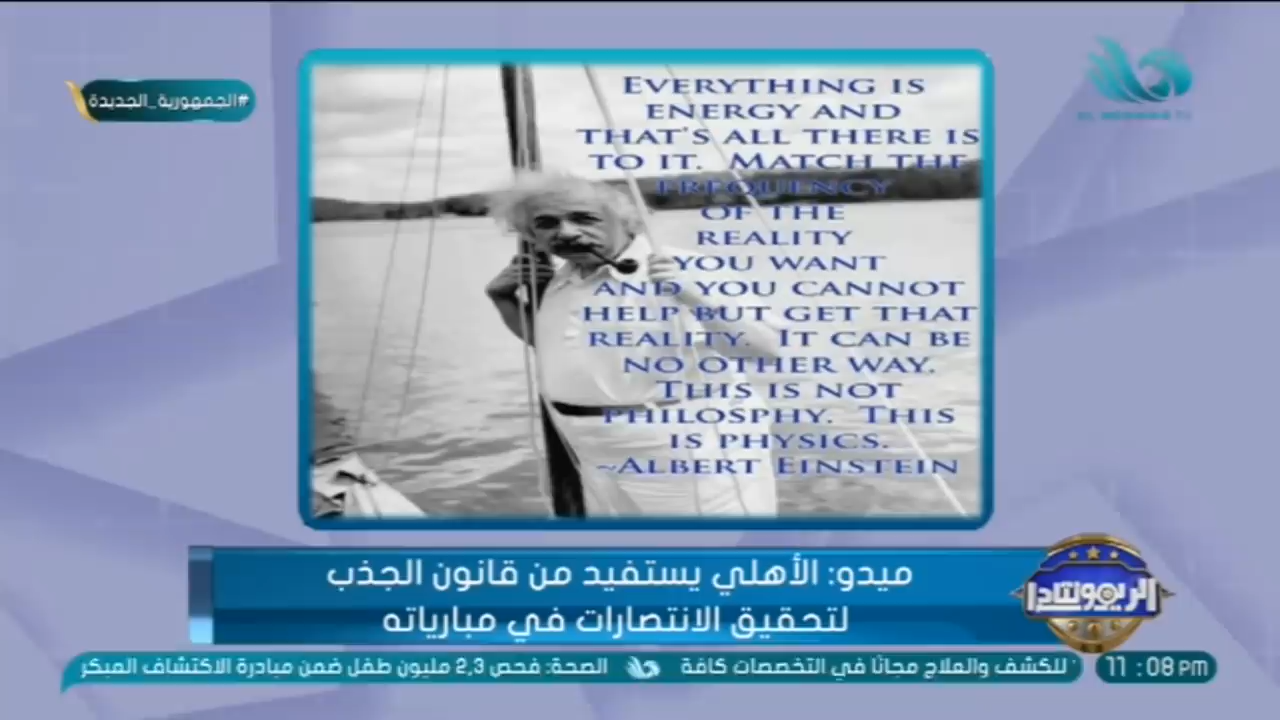 #الجمهورية_الجديدة
EVERYTHING IS
ENERGY AND
THAT'S ALL THERE IS
TO IT. MATCH THE
FREQUENCY
OF THE
REALITY
YOU WANT
AND YOU CANNOT
HELP BUT GET THAT
REALITY. IT CAN BE
NO OTHER WAY.
THIS IS NOT
PHILOSPHY. THIS
IS PHYSICS.
~ALBERT EINSTEIN
ميدو: الأهلي يستفيد من قانون الجذب
لتحقيق الانتصارات في مبارياته
الريمونتادا
للكشف والعلاج مجانًا في التخصصات كافة الصحة: فحص 2,3 مليون طفل ضمن مبادرة الاكتشاف المبكر
11:08 PM